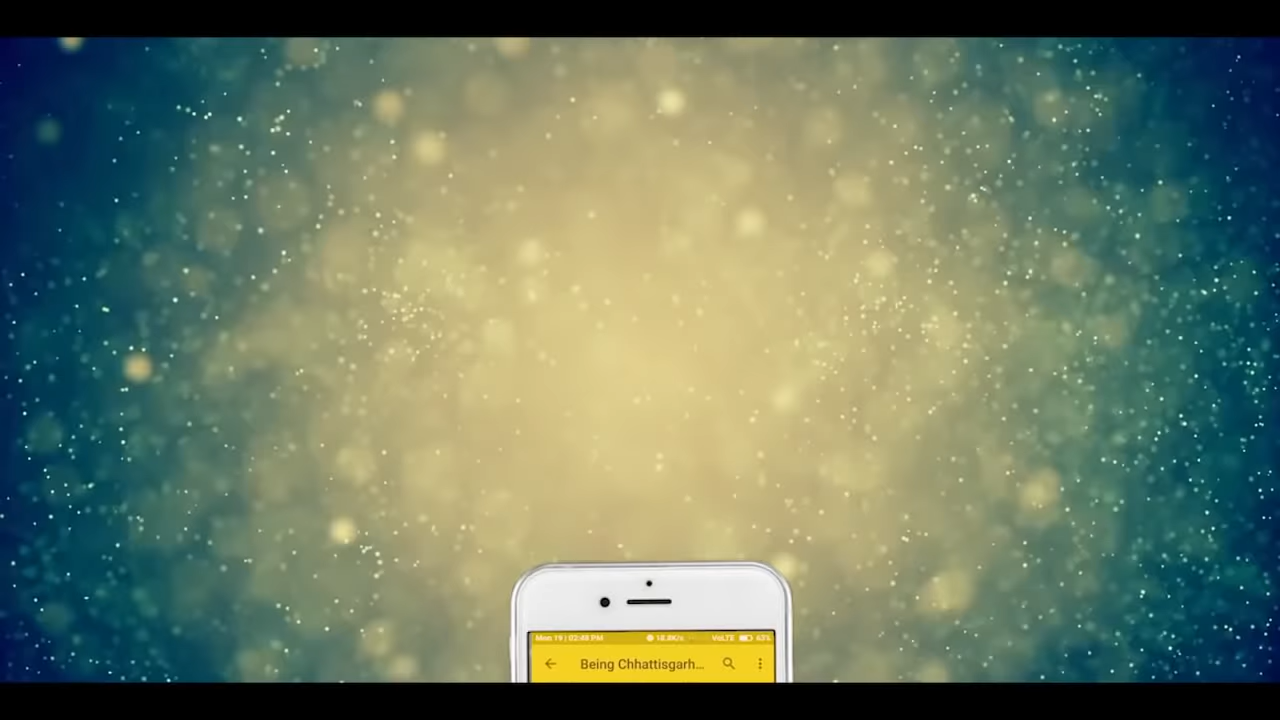 Mon 19 | 02:48 PM 18.8K/s VoLTE 63%
Being Chhattisgarh...